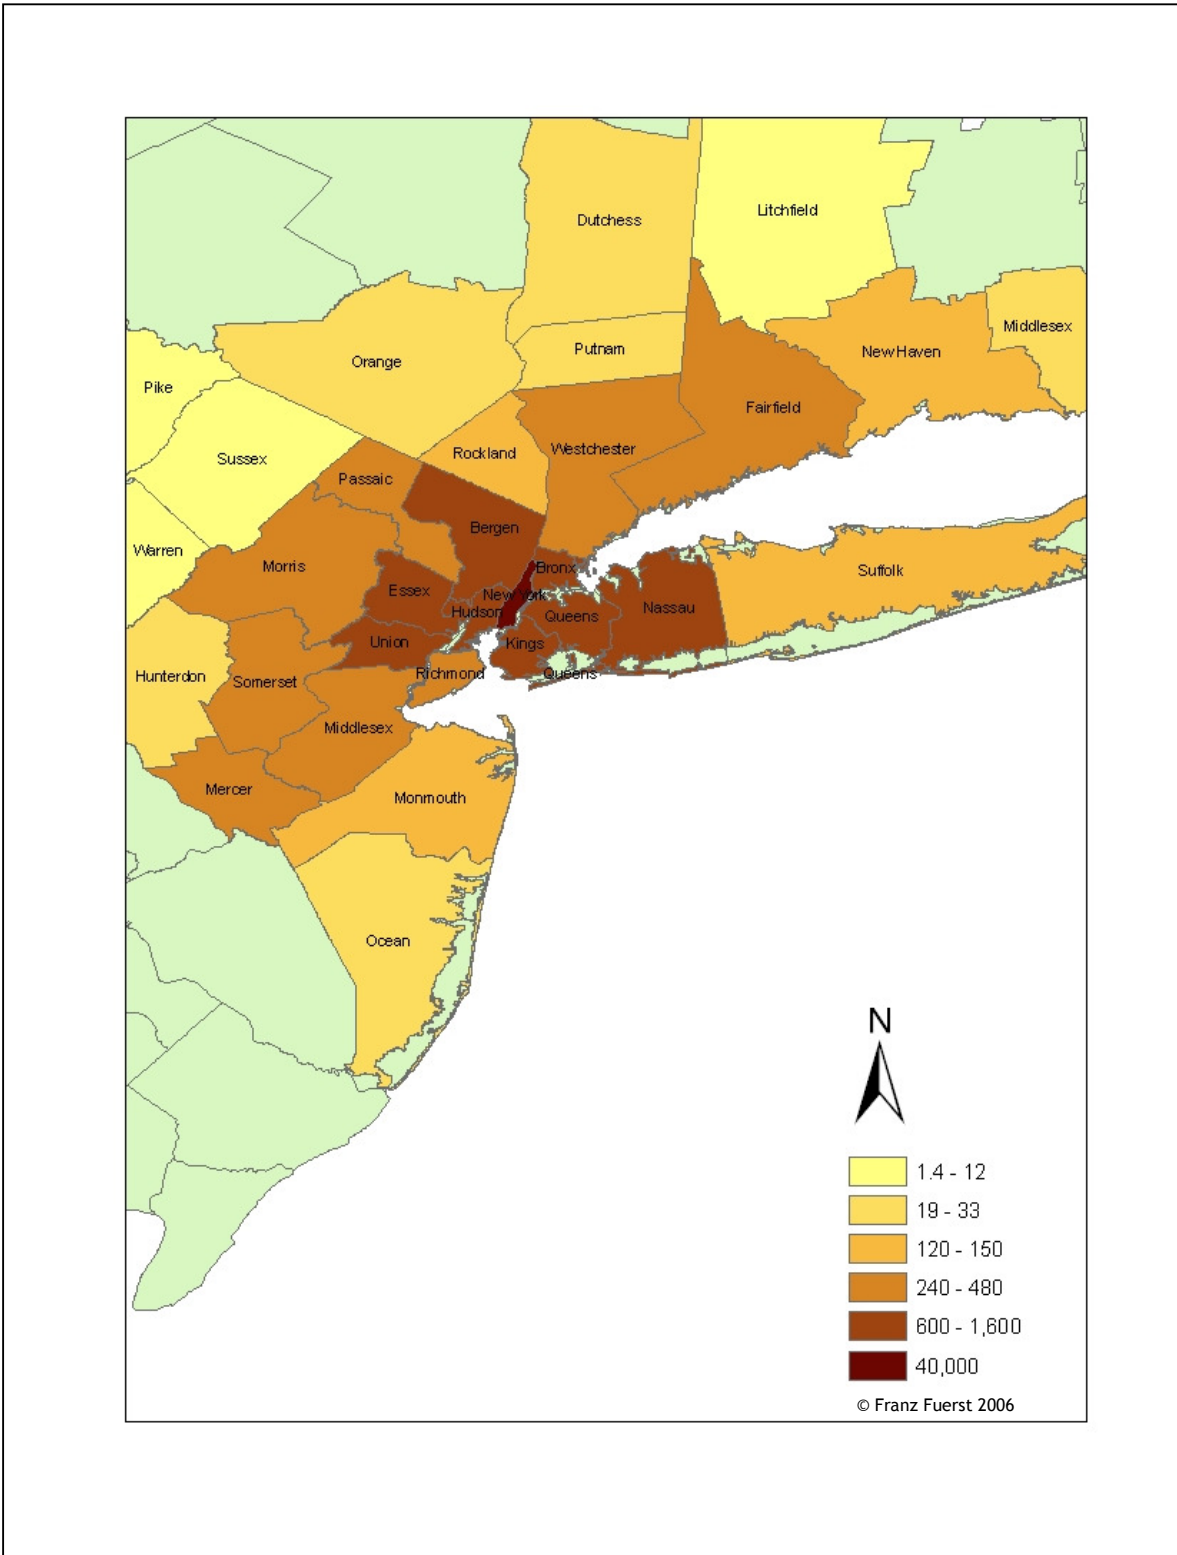 Dutchess
Litchfield
Middlesex
Putnam
New Haven
Orange
Pike
Fairfield
Westchester
Rockland
Sussex
Passaic
Bergen
Warren
Morris
Bronx
Suffolk
Essex
New York
Hudson
Queens
Nassau
Union
Kings
Hunterdon
Somerset
Richmond
Queens
Middlesex
Mercer
Monmouth
Ocean
N
1.4 - 12
19 - 33
120 - 150
240 - 480
600 - 1,600
40,000
© Franz Fuerst 2006